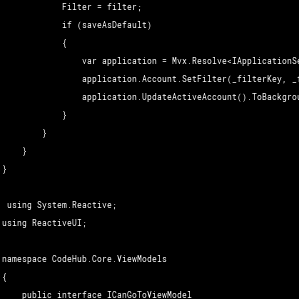 Filter = filter;
if (saveAsDefault)
{
var application = Mvx.Resolve<IApplicationSe
application.Account.SetFilter(_filterKey, _
application.UpdateActiveAccount().ToBackgrou
}
}
}
}
using System.Reactive;
using ReactiveUI;
namespace CodeHub.Core.ViewModels
{
public interface ICanGoToViewModel